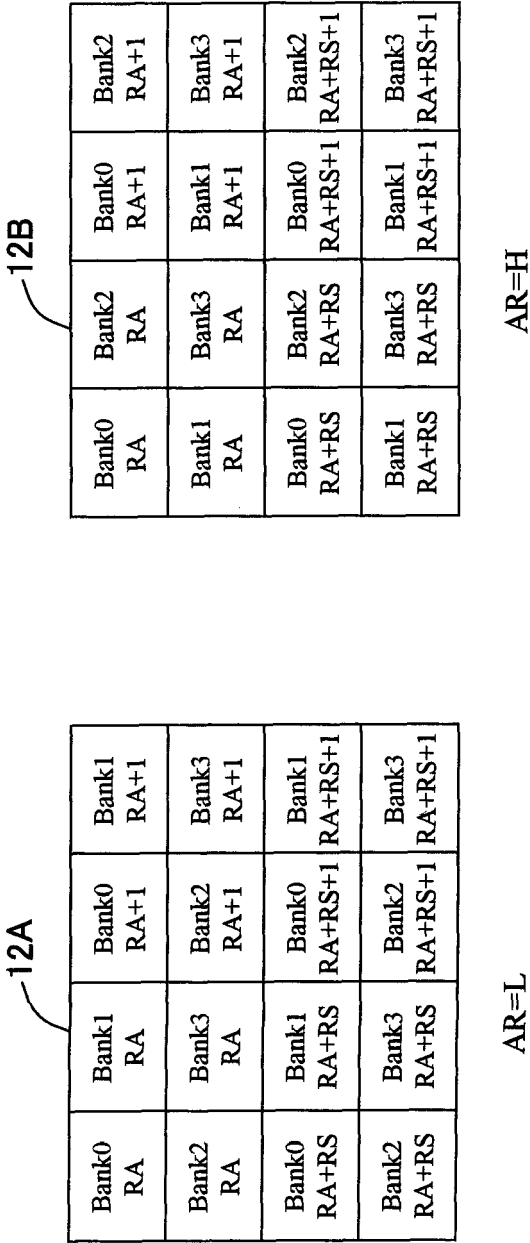 12A
Bank0 RA
Bank1 RA
Bank0 RA+1
Bank1 RA+1
Bank2 RA
Bank3 RA
Bank2 RA+1
Bank3 RA+1
Bank0 RA+RS
Bank1 RA+RS
Bank0 RA+RS+1
Bank1 RA+RS+1
Bank2 RA+RS
Bank3 RA+RS
Bank2 RA+RS+1
Bank3 RA+RS+1
AR=L
12B
Bank0 RA
Bank2 RA
Bank0 RA+1
Bank2 RA+1
Bank1 RA
Bank3 RA
Bank1 RA+1
Bank3 RA+1
Bank0 RA+RS
Bank2 RA+RS
Bank0 RA+RS+1
Bank2 RA+RS+1
Bank1 RA+RS
Bank3 RA+RS
Bank1 RA+RS+1
Bank3 RA+RS+1
AR=H